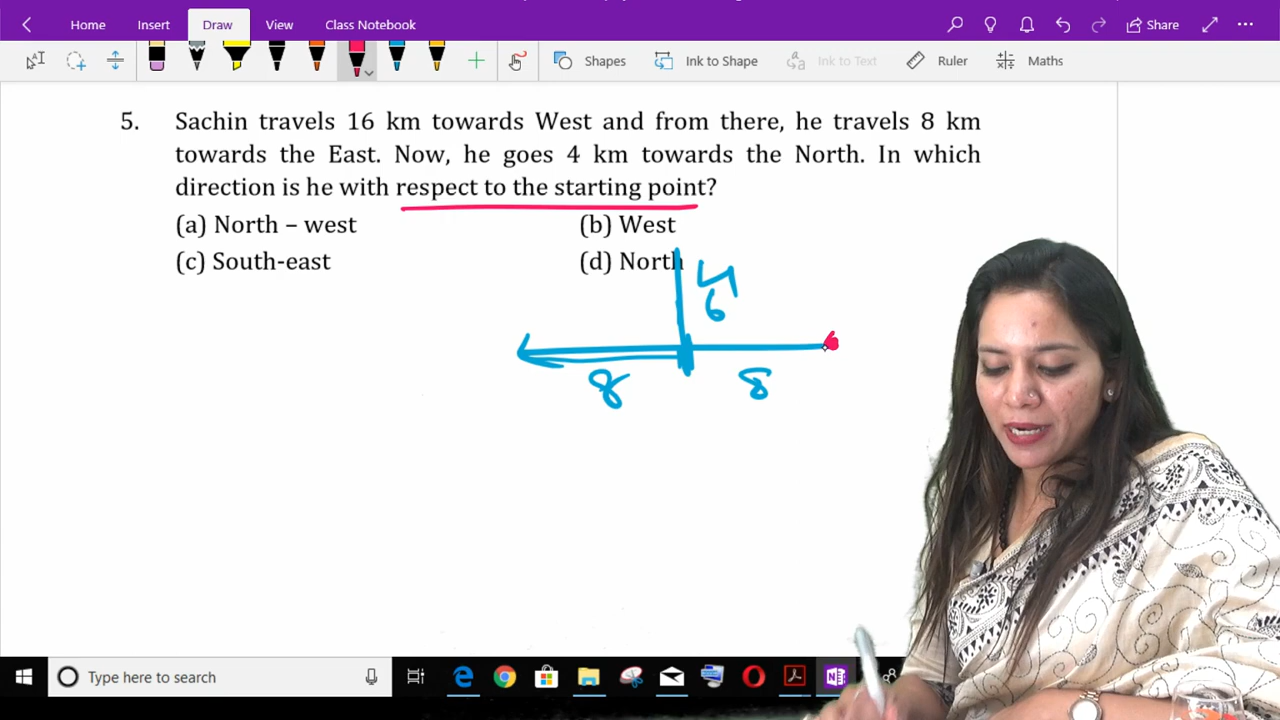 Home Insert Draw View Class Notebook Share
Shapes Ink to Shape Ink to Text Ruler Maths
5. Sachin travels 16 km towards West and from there, he travels 8 km
towards the East. Now, he goes 4 km towards the North. In which
direction is he with respect to the starting point?
(a) North – west (b) West
(c) South-east (d) North
4
8 8
Type here to search